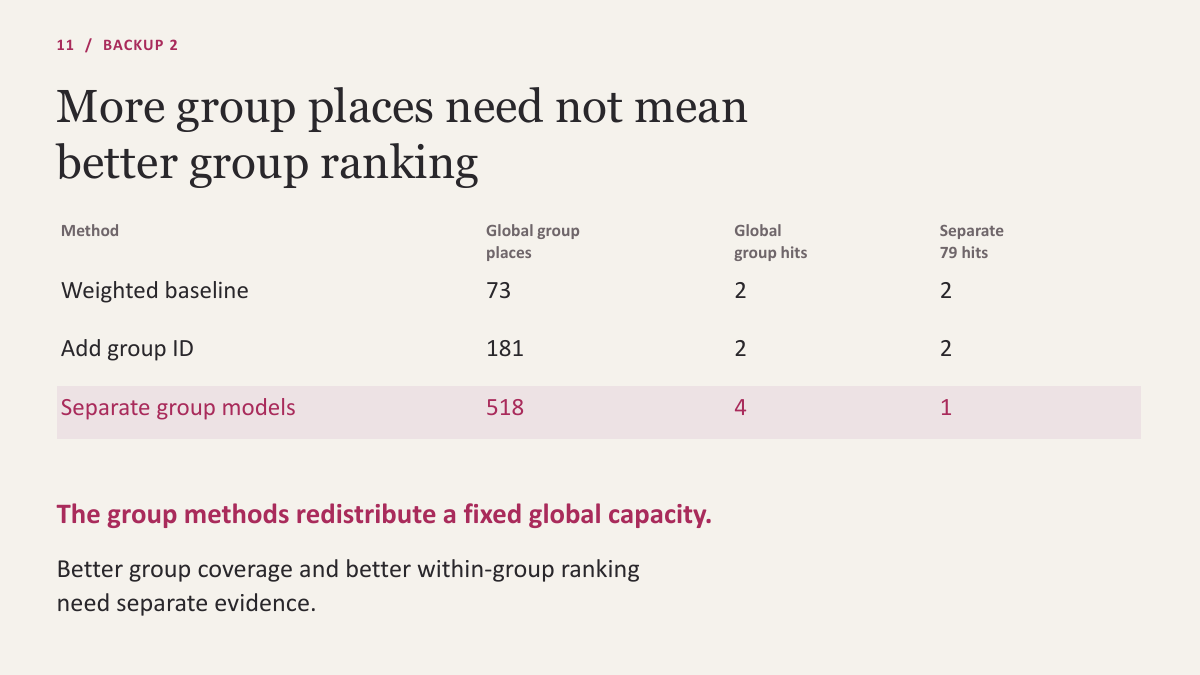 11 / BACKUP 2
More group places need not mean
better group ranking
Method
Global group
places
Global
group hits
Separate
79 hits
Weighted baseline 73 2 2
Add group ID 181 2 2
Separate group models 518 4 1
The group methods redistribute a fixed global capacity.
Better group coverage and better within-group ranking
need separate evidence.